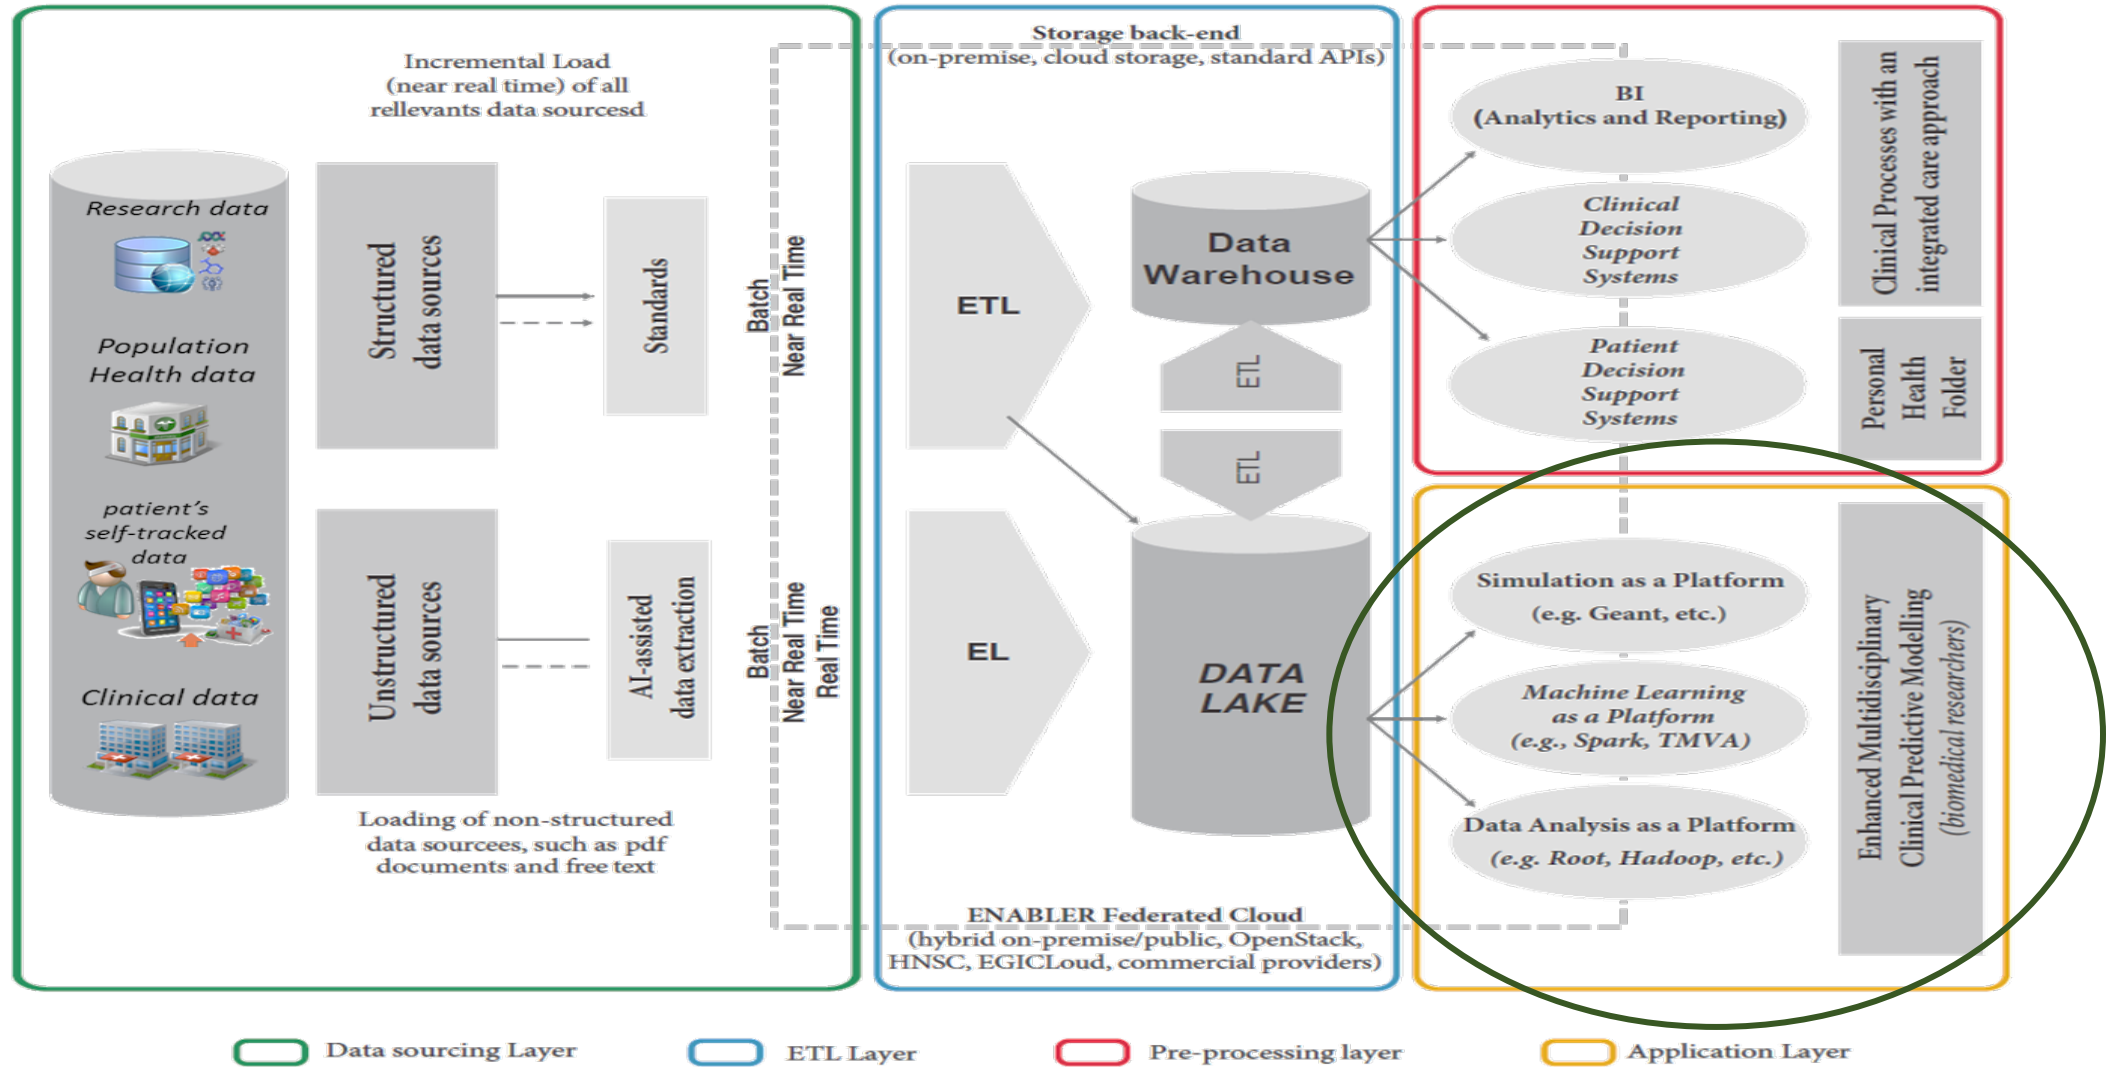 Incremental Load
(near real time) of all
rellevants data sourcesd
Research data
Population
Health data
patient's
self-tracked
data
Clinical data
Structured
data sources
Standards
Unstructured
data sources
AI-assisted
data extraction
Loading of non-structured
data sourcees, such as pdf
documents and free text
Batch
Near Real Time
Batch
Near Real Time
Real Time
Storage back-end
(on-premise, cloud storage, standard APIs)
ETL
Data
Warehouse
ETL
ETL
EL
DATA
LAKE
ENABLER Federated Cloud
(hybrid on-premise/public, OpenStack,
HNSC, EGICLoud, commercial providers)
BI
(Analytics and Reporting)
Clinical
Decision
Support
Systems
Patient
Decision
Support
Systems
Clinical Processes with an
integrated care approach
Personal
Health
Folder
Simulation as a Platform
(e.g. Geant, etc.)
Machine Learning
as a Platform
(e.g., Spark, TMVA)
Data Analysis as a Platform
(e.g. Root, Hadoop, etc.)
Enhanced Multidisciplinary
Clinical Predictive Modelling
(biomedical researchers)
Data sourcing Layer
ETL Layer
Pre-processing layer
Application Layer